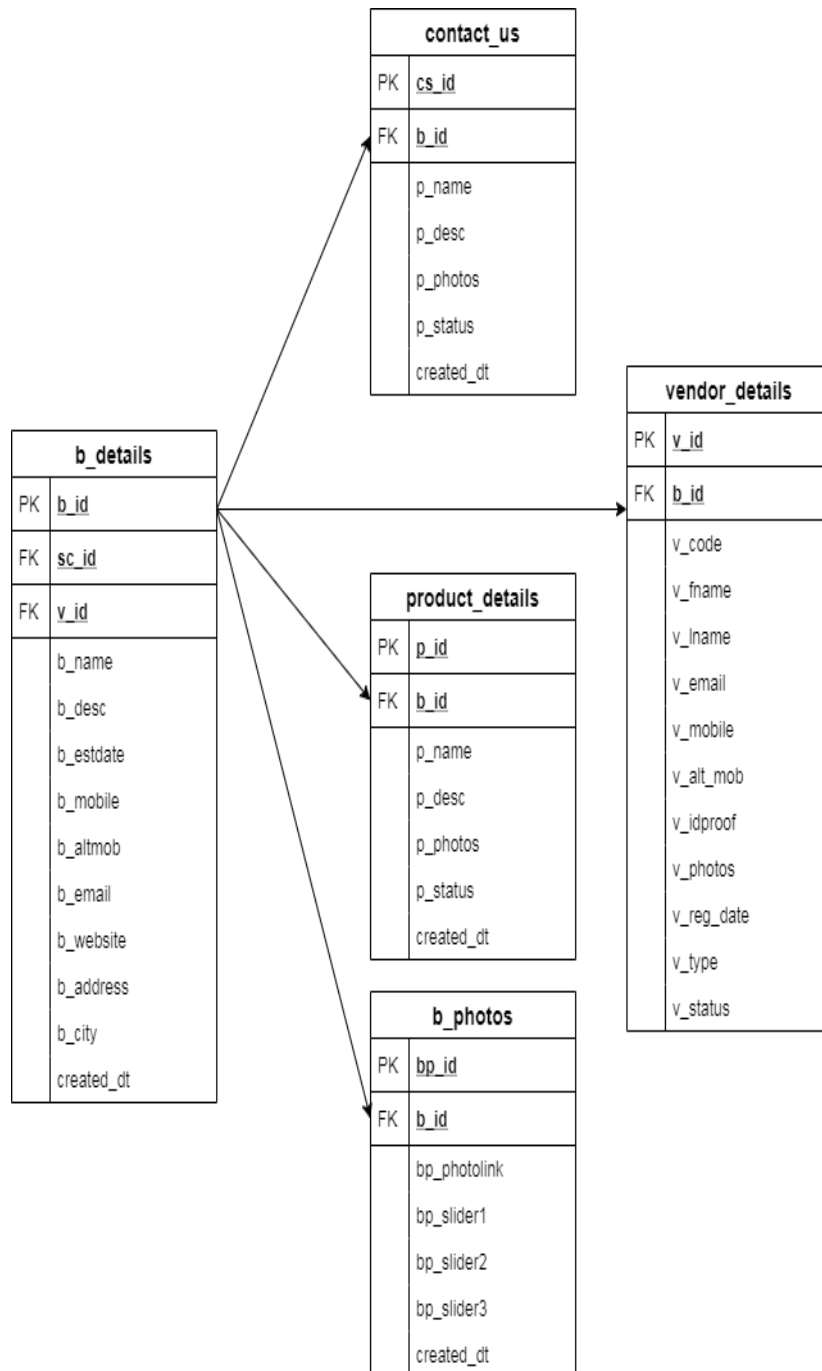 contact_us
PK cs_id
FK b_id
p_name
p_desc
p_photos
p_status
created_dt
b_details
PK b_id
FK sc_id
FK v_id
b_name
b_desc
b_estdate
b_mobile
b_altmob
b_email
b_website
b_address
b_city
created_dt
product_details
PK p_id
FK b_id
p_name
p_desc
p_photos
p_status
created_dt
b_photos
PK bp_id
FK b_id
bp_photolink
bp_slider1
bp_slider2
bp_slider3
created_dt
vendor_details
PK v_id
FK b_id
v_code
v_fname
v_lname
v_email
v_mobile
v_alt_mob
v_idproof
v_photos
v_reg_date
v_type
v_status